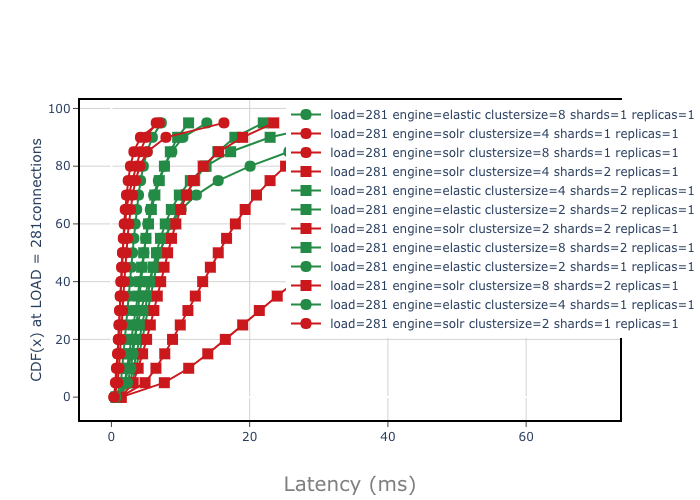 100
80
60
40
20
0
CDF(x) at LOAD = 281connections
0
20
40
60
Latency (ms)
load=281 engine=elastic clustersize=8 shards=1 replicas=1
load=281 engine=solr clustersize=4 shards=1 replicas=1
load=281 engine=solr clustersize=8 shards=1 replicas=1
load=281 engine=solr clustersize=4 shards=2 replicas=1
load=281 engine=elastic clustersize=4 shards=2 replicas=1
load=281 engine=elastic clustersize=2 shards=2 replicas=1
load=281 engine=solr clustersize=2 shards=2 replicas=1
load=281 engine=elastic clustersize=8 shards=2 replicas=1
load=281 engine=elastic clustersize=2 shards=1 replicas=1
load=281 engine=solr clustersize=8 shards=2 replicas=1
load=281 engine=elastic clustersize=4 shards=1 replicas=1
load=281 engine=solr clustersize=2 shards=1 replicas=1